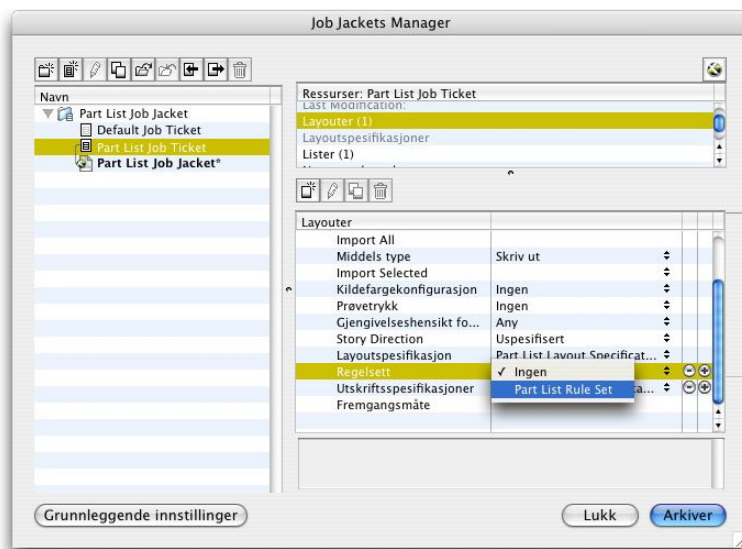 Job Jackets Manager
Navn
Part List Job Jacket
Default Job Ticket
Part List Job Ticket
Part List Job Jacket*
Ressurser: Part List Job Ticket
Last Modification:
Layouter (1)
Layoutspesifikasjoner
Lister (1)
Layouter
Import All
Middels type Skriv ut
Import Selected
Kildefargekonfigurasjon Ingen
Prøvetrykk Ingen
Gjengivelseshensikt fo... Any
Story Direction Uspesifisert
Layoutspesifikasjon Part List Layout Specificat...
Regelsett ✓ Ingen
Utskriftsspesifikasjoner Part List Rule Set
Fremgangsmåte
Grunnleggende innstillinger
Lukk
Arkiver